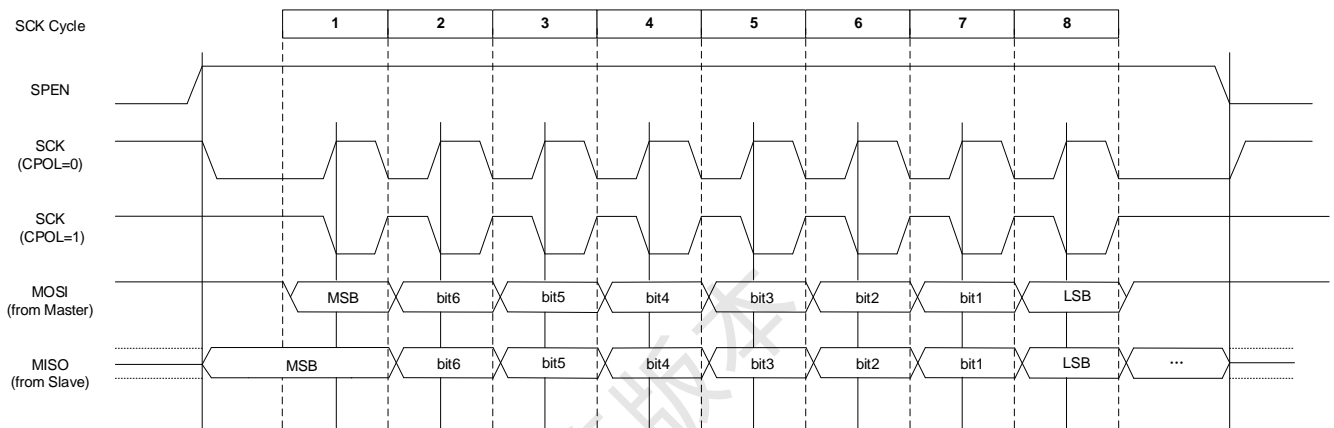 SCK Cycle 1 2 3 4 5 6 7 8
SPEN
SCK
(CPOL=0)
SCK
(CPOL=1)
MOSI
(from Master)
MSB bit6 bit5 bit4 bit3 bit2 bit1 LSB
MISO
(from Slave)
MSB bit6 bit5 bit4 bit3 bit2 bit1 LSB ...
版本